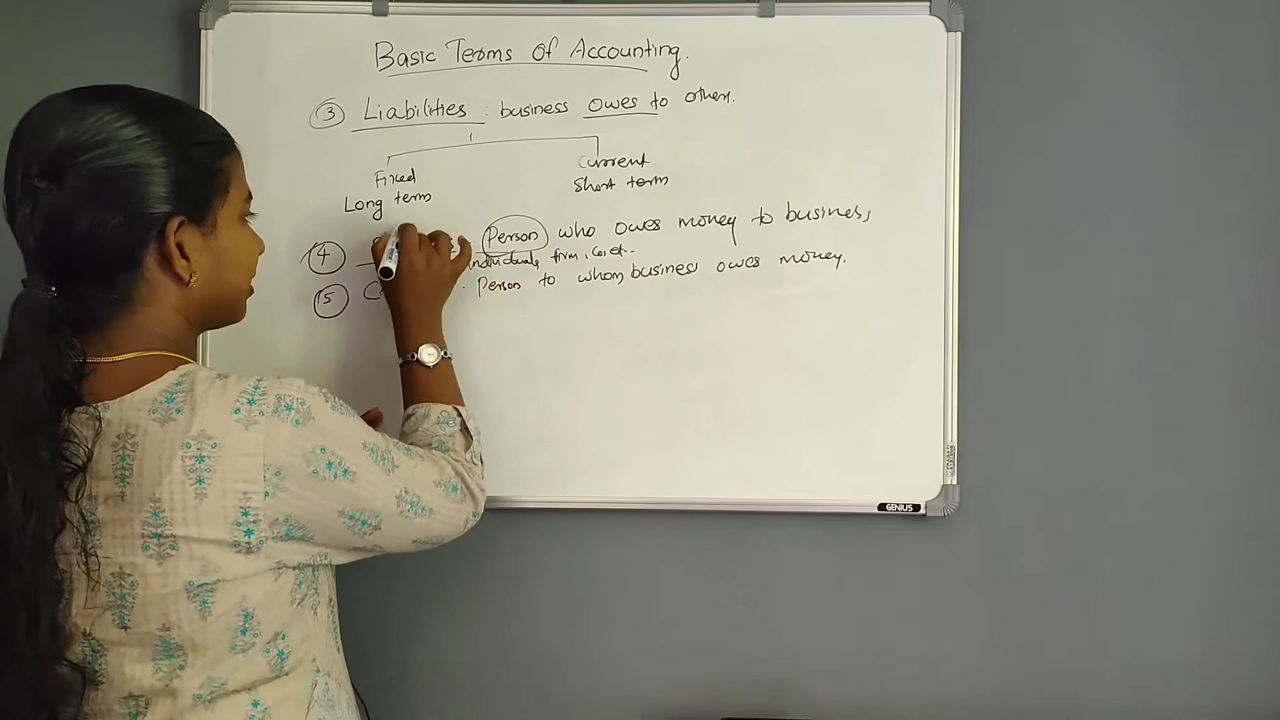 Basic Terms of Accounting.
3 Liabilities : business owes to others.
Fixed Current
Long term Short term
4 Person who owes money to business,
individuals, firm, Co, etc..
5 Person to whom business owes money.
GENIUS